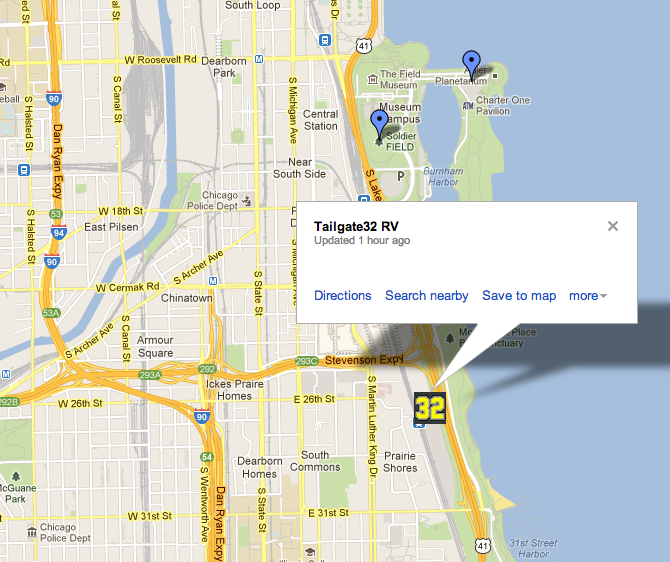 South Loop
us Dr
41
W Roosevelt Rd
Rd
M
Dearborn
Park
The Field
Museum
Planetarium
Charter One
Pavilion
ATM
Museum
Campus
Central
Station
Soldier
FIELD
S Halsted St
S Canal St
90
Dan Ryan Expy
S Michigan Ave
Near
South Side
S Lake
P
Burnham
Harbor
Chicago
Police Dept
53
W 18th St
East Pilsen
94
90
S Halsted St
S Archer Ave
Tailgate32 RV
Updated 1 hour ago
Directions
Search nearby
Save to map
more
M
W Cermak Rd
Chinatown
S State St
53A
S Canal St
S Archer Ave
Armour
Square
293C
Stevenson Expy
Place
M
293A
292
292B
W 26th St
Ickes Prairie
Homes
E 26th St
90
32
S Martin Luther King Dr
54
Dearborn
Homes
South
Commons
Prairie
Shores
McGuane
Park
S Wentworth Ave
Dan Ryan Expy
S State St
W 31st St
E 31st St
Chicago
Police Dept
41
31st Street
Harbor